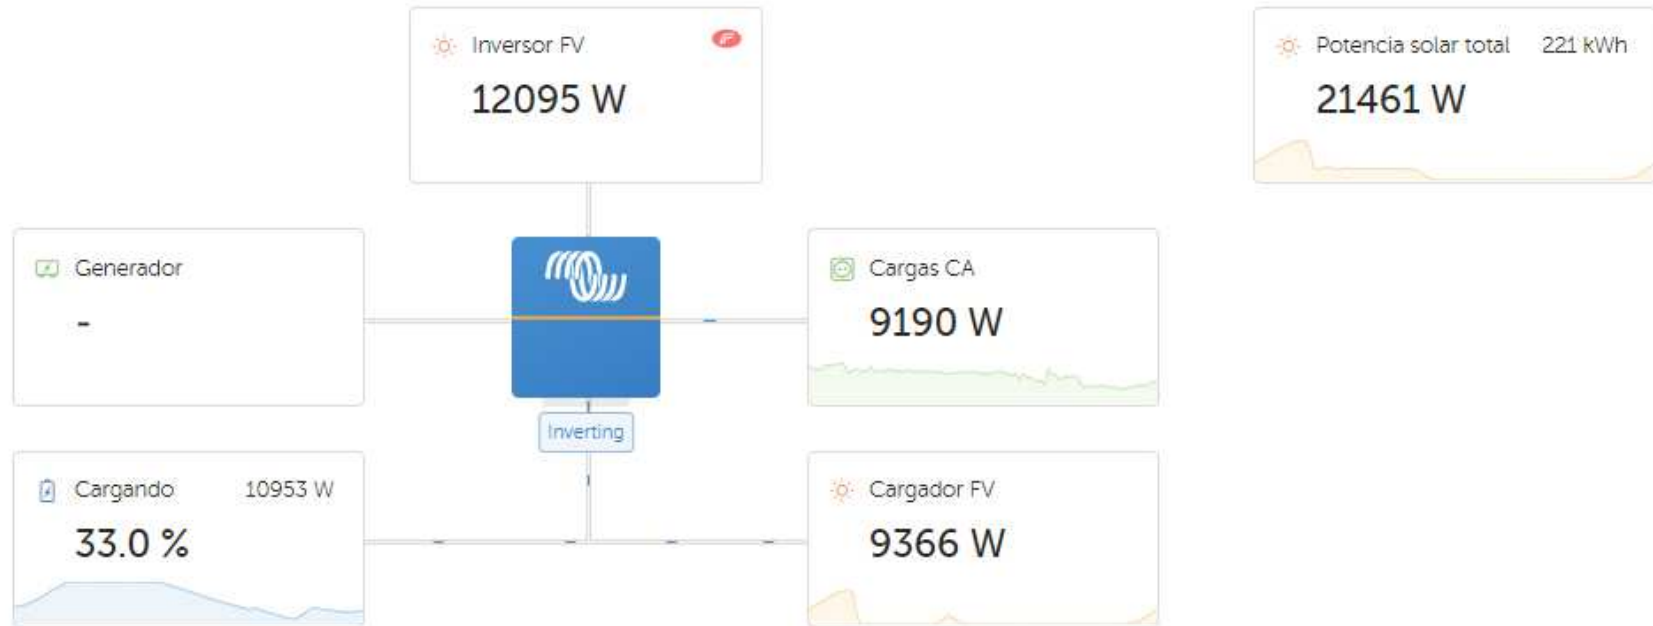 Inversor FV
12095 W
Potencia solar total 221 kWh
21461 W
Generador
-
Cargas CA
9190 W
Inverting
Cargando 10953 W
33.0 %
Cargador FV
9366 W